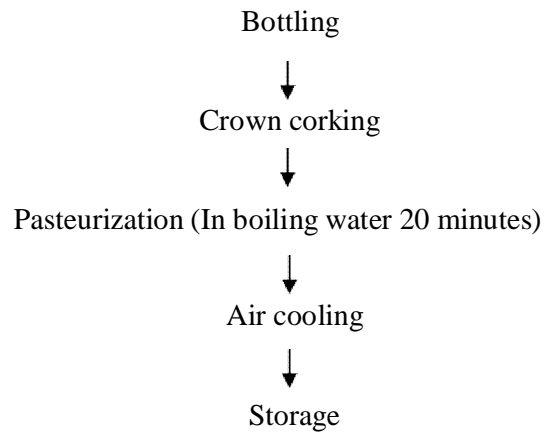 Bottling
Crown corking
Pasteurization (In boiling water 20 minutes)
Air cooling
Storage